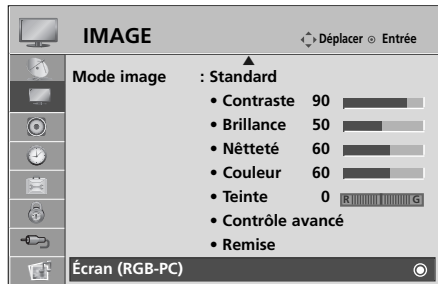 IMAGE Déplacer Entrée
Mode image : Standard
• Contraste 90
• Brillance 50
• Nêtteté 60
• Couleur 60
• Teinte 0 R G
• Contrôle avancé
• Remise
Écran (RGB-PC)